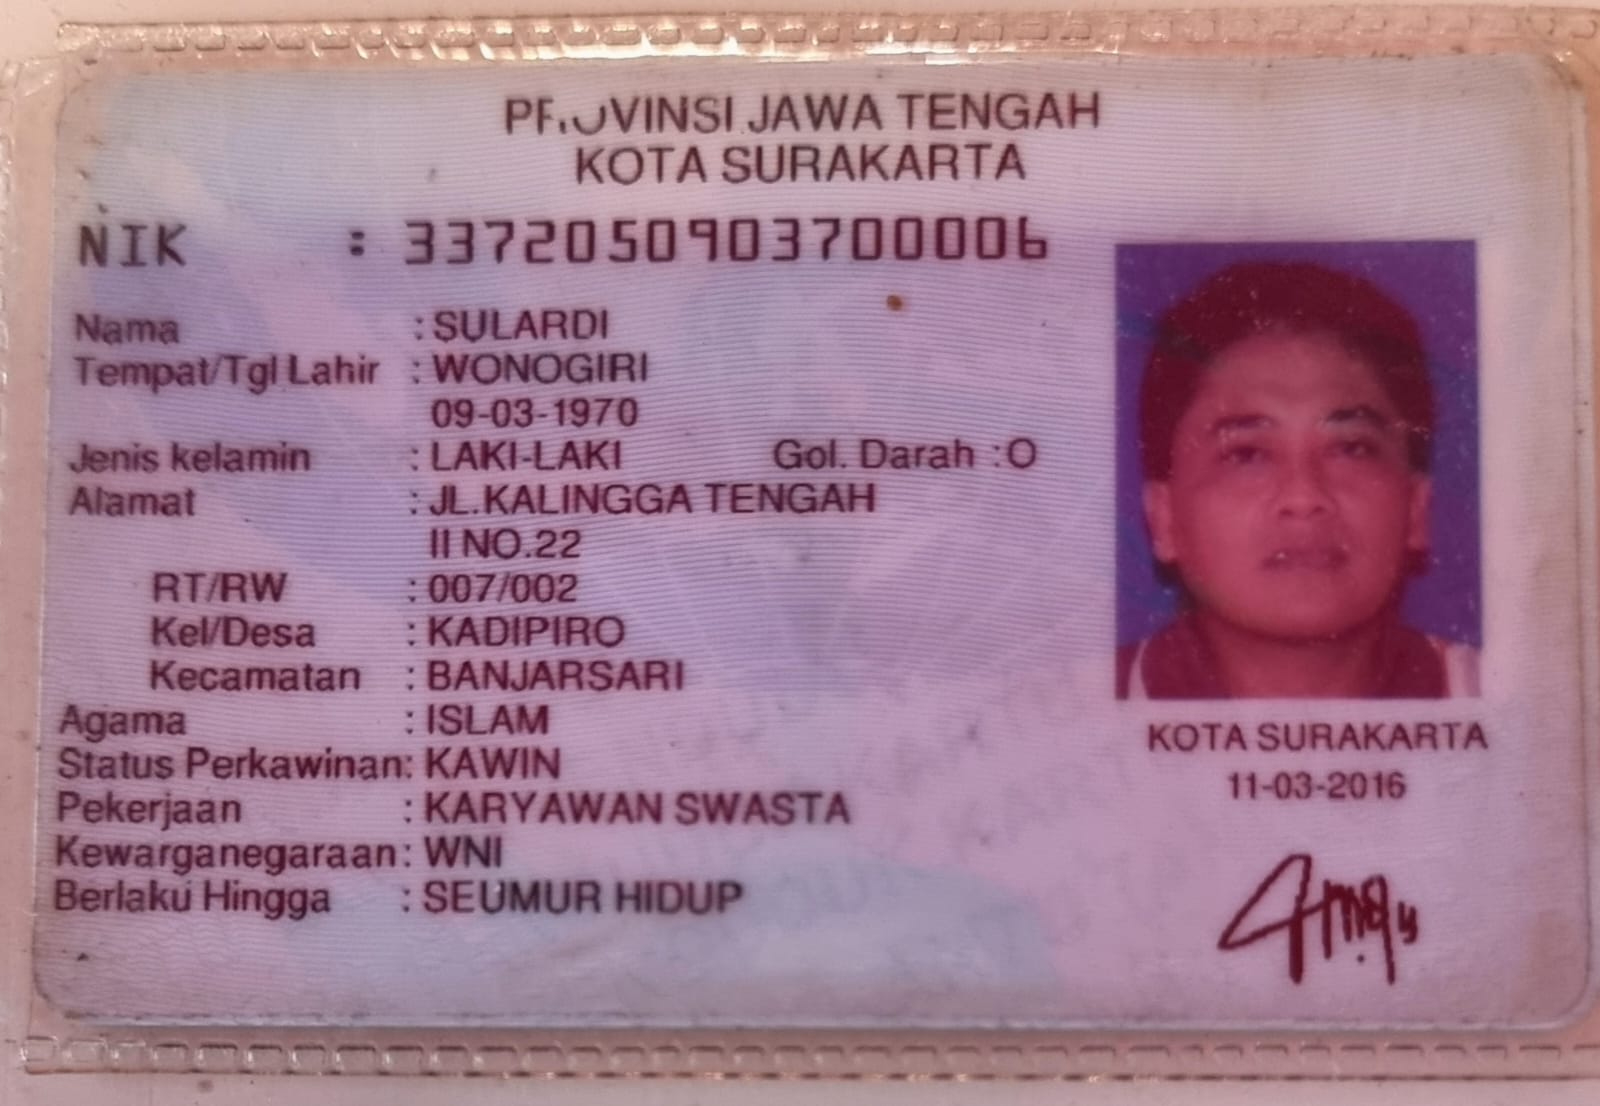 PROVINSI JAWA TENGAH
KOTA SURAKARTA
NIK : 3372050903700006
Nama : SULARDI
Tempat/Tgl Lahir : WONOGIRI
09-03-1970
Jenis kelamin : LAKI-LAKI Gol. Darah : O
Alamat : JL.KALINGGA TENGAH
II NO.22
RT/RW : 007/002
Kel/Desa : KADIPIRO
Kecamatan : BANJARSARI
Agama : ISLAM
Status Perkawinan: KAWIN
Pekerjaan : KARYAWAN SWASTA
Kewarganegaraan: WNI
Berlaku Hingga : SEUMUR HIDUP
KOTA SURAKARTA
11-03-2016